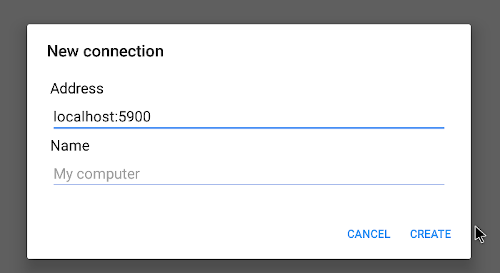 New connection
Address
localhost:5900
Name
My computer
CANCEL CREATE